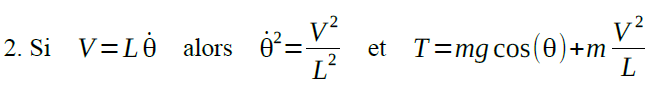 2. Si V=Lθ̇ alors θ̇²=V²/L² et T=mg cos(θ)+m V²/L